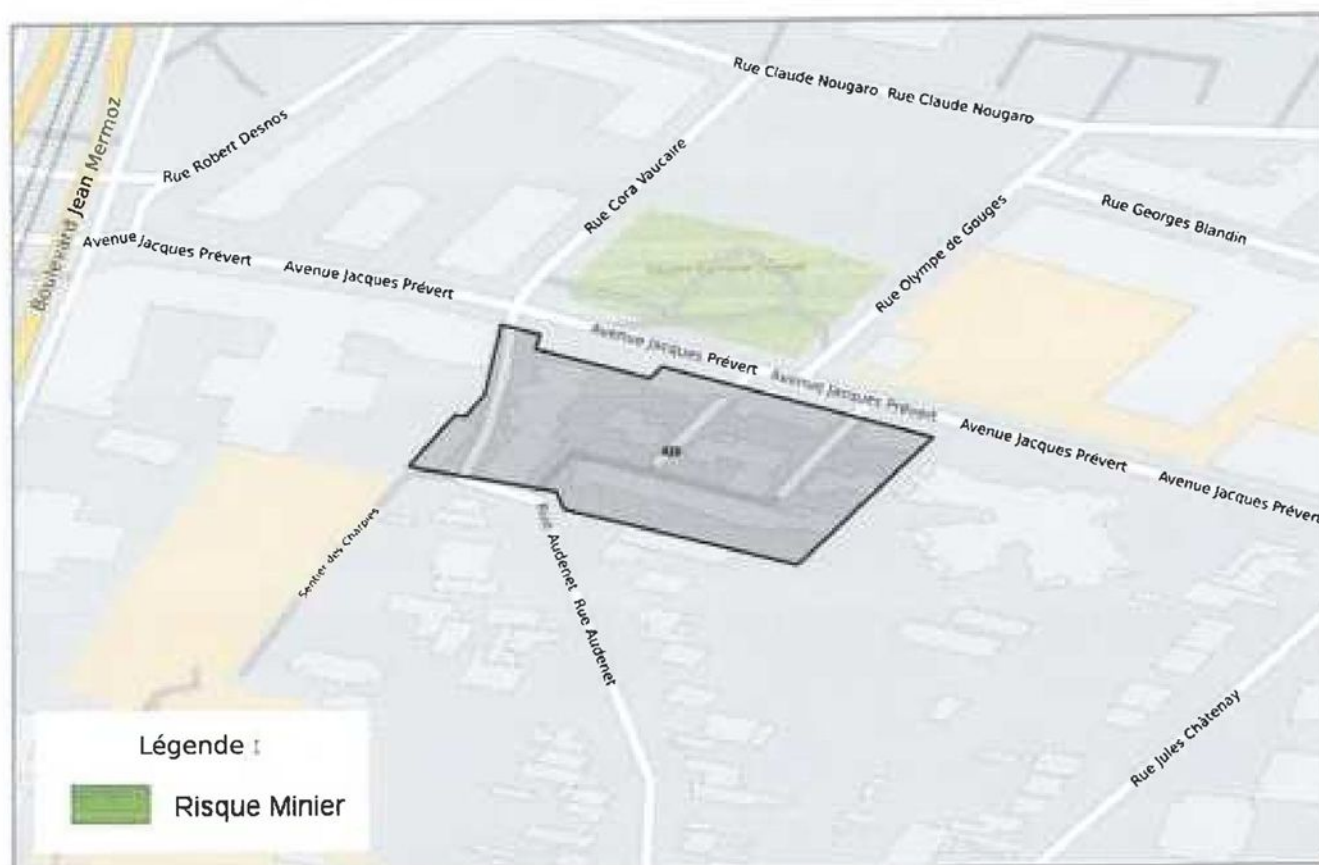 Rue Claude Nougaro Rue Claude Nougaro
Rue Robert Desnos
Boulevard Jean Mermoz
Rue Cora Vaucaire
Rue Georges Blandin
Rue Olympe de Gouges
Avenue Jacques Prévert
Avenue Jacques Prévert
Avenue Jacques Prévert
Avenue Jacques Prévert
Avenue Jacques Prévert
Avenue Jacques Prévert
Sentier des Charpies
Rue Audenet Rue Audenet
Rue Jules Châtenay
Légende :
Risque Minier